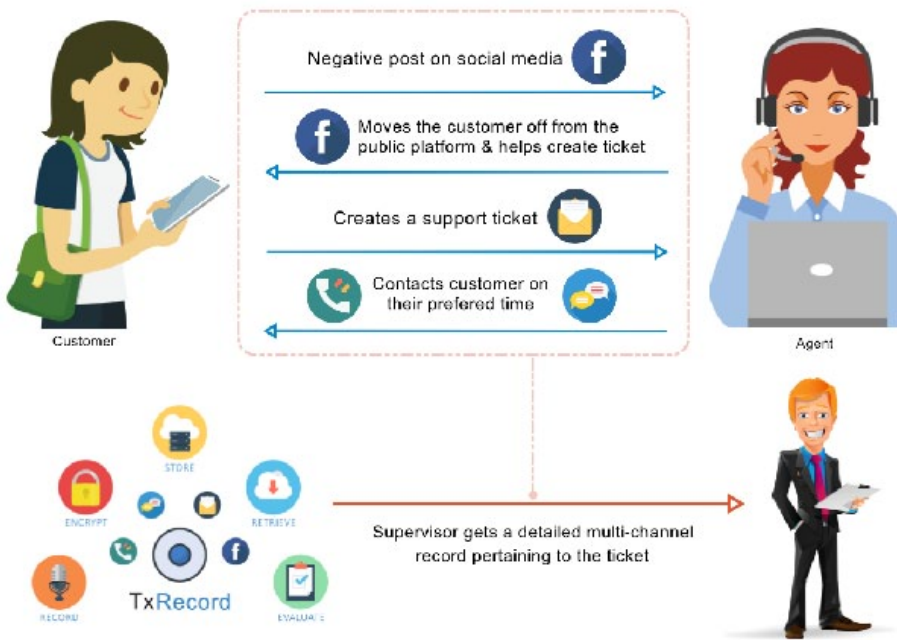 Negative post on social media
Moves the customer off from the
public platform & helps create ticket
Creates a support ticket
Contacts customer on
their prefered time
Customer
Agent
STORE
ENCRYPT
RETRIEVE
RECORD
EVALUATE
TxRecord
Supervisor gets a detailed multi-channel
record pertaining to the ticket